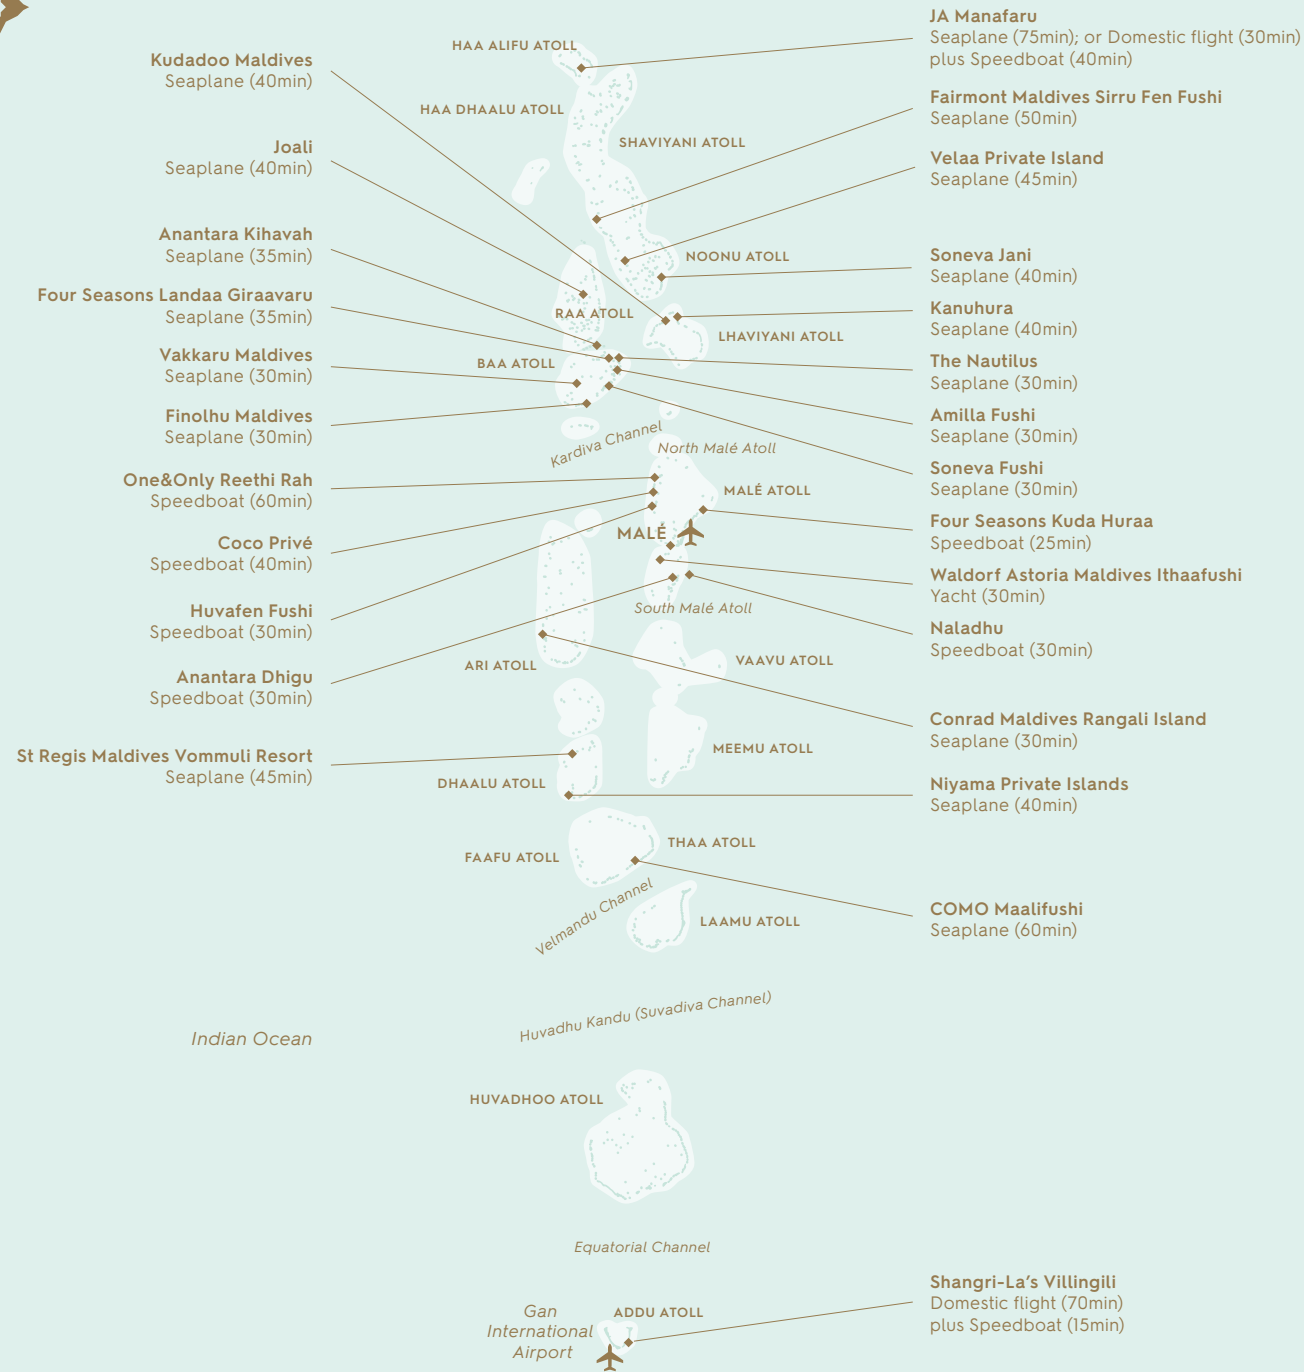 Kudadoo Maldives
Seaplane (40min)
Joali
Seaplane (40min)
Anantara Kihavah
Seaplane (35min)
Four Seasons Landaa Giraavaru
Seaplane (35min)
Vakkaru Maldives
Seaplane (30min)
Finolhu Maldives
Seaplane (30min)
One&Only Reethi Rah
Speedboat (60min)
Coco Privé
Speedboat (40min)
Huvafen Fushi
Speedboat (30min)
Anantara Dhigu
Speedboat (30min)
St Regis Maldives Vommuli Resort
Seaplane (45min)
Indian Ocean
HAA ALIFU ATOLL
HAA DHAALU ATOLL
SHAVIYANI ATOLL
NOONU ATOLL
RAA ATOLL
LHAVIYANI ATOLL
BAA ATOLL
Kardiva Channel
North Malé Atoll
MALÉ ATOLL
MALÉ
South Malé Atoll
ARI ATOLL
VAAVU ATOLL
MEEMU ATOLL
DHAALU ATOLL
THAA ATOLL
FAAFU ATOLL
Velmandu Channel
LAAMU ATOLL
Huvadhu Kandu (Suvadiva Channel)
HUVADHOO ATOLL
Equatorial Channel
Gan
International
Airport
ADDU ATOLL
JA Manafaru
Seaplane (75min); or Domestic flight (30min)
plus Speedboat (40min)
Fairmont Maldives Sirru Fen Fushi
Seaplane (50min)
Velaa Private Island
Seaplane (45min)
Soneva Jani
Seaplane (40min)
Kanuhura
Seaplane (40min)
The Nautilus
Seaplane (30min)
Amilla Fushi
Seaplane (30min)
Soneva Fushi
Seaplane (30min)
Four Seasons Kuda Huraa
Speedboat (25min)
Waldorf Astoria Maldives Ithaafushi
Yacht (30min)
Naladhu
Speedboat (30min)
Conrad Maldives Rangali Island
Seaplane (30min)
Niyama Private Islands
Seaplane (40min)
COMO Maalifushi
Seaplane (60min)
Shangri-La's Villingili
Domestic flight (70min)
plus Speedboat (15min)